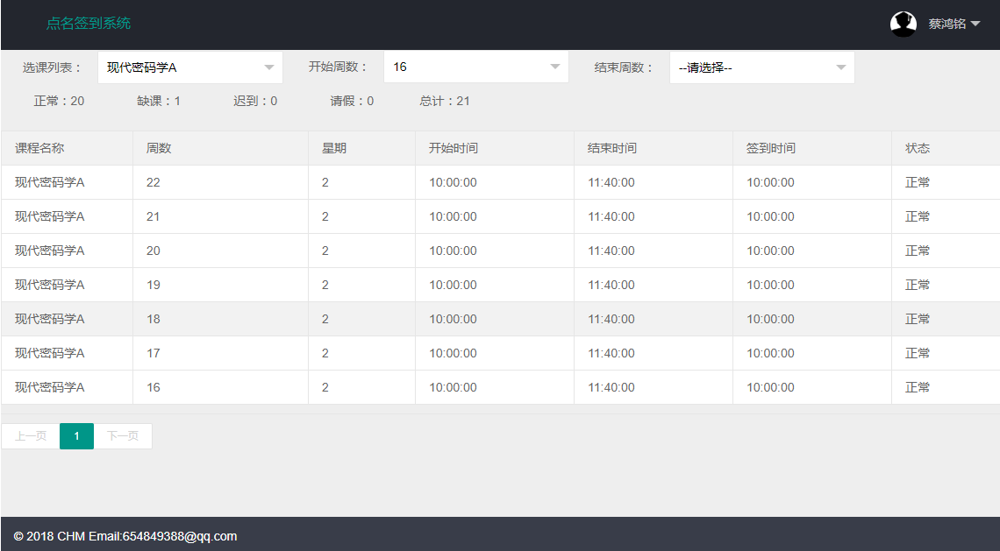 点名签到系统 蔡鸿铭
选课列表： 现代密码学A 开始周数： 16 结束周数： --请选择--
正常：20 缺课：1 迟到：0 请假：0 总计：21
课程名称 周数 星期 开始时间 结束时间 签到时间 状态
现代密码学A 22 2 10:00:00 11:40:00 10:00:00 正常
现代密码学A 21 2 10:00:00 11:40:00 10:00:00 正常
现代密码学A 20 2 10:00:00 11:40:00 10:00:00 正常
现代密码学A 19 2 10:00:00 11:40:00 10:00:00 正常
现代密码学A 18 2 10:00:00 11:40:00 10:00:00 正常
现代密码学A 17 2 10:00:00 11:40:00 10:00:00 正常
现代密码学A 16 2 10:00:00 11:40:00 10:00:00 正常
上一页 1 下一页
© 2018 CHM Email:654849388@qq.com